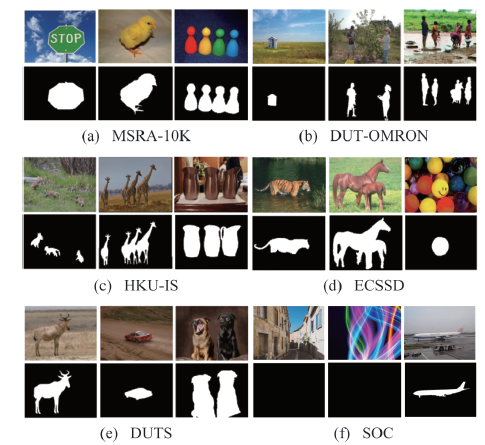 STOP
(a) MSRA-10K
(b) DUT-OMRON
(c) HKU-IS
(d) ECSSD
(e) DUTS
(f) SOC